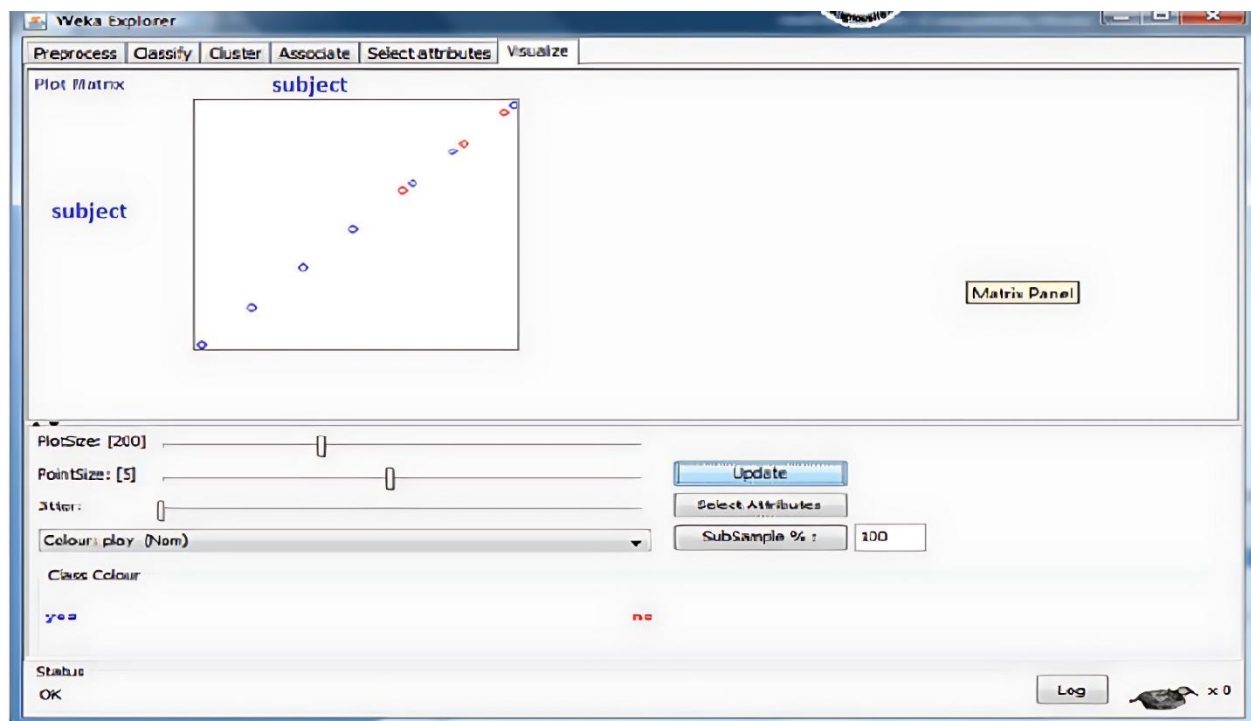 Weka Explorer
Preprocess Classify Cluster Associate Select attributes Visualize
Plot Matrix subject
subject
Matrix Panel
PlotSize: [200]
PointSize: [5]
Update
Jitter:
Select Attributes
Colour: play (Nom)
SubSample % : 100
Class Colour
yes no
Status
OK
Log
x 0